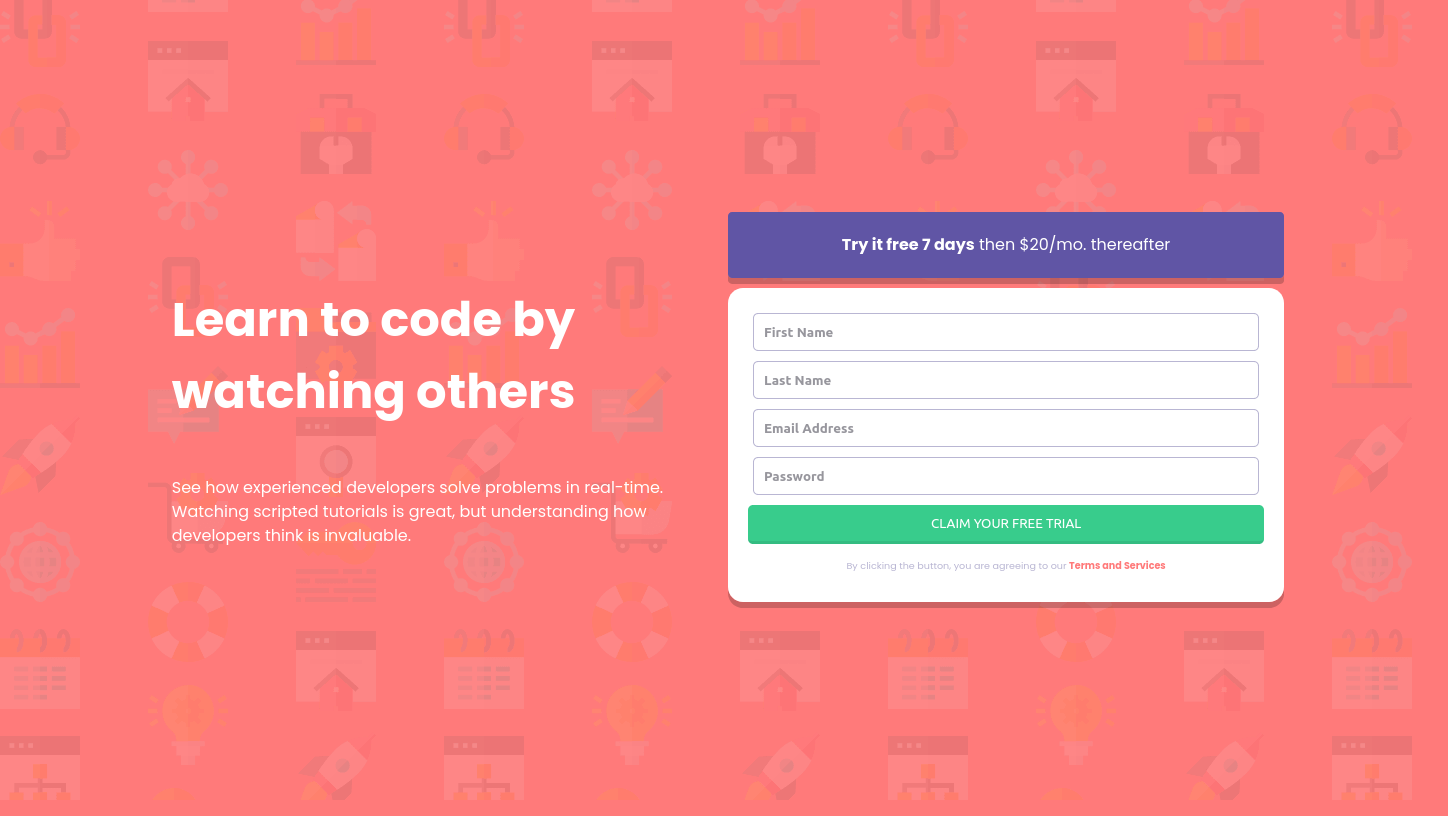 Try it free 7 days then $20/mo. thereafter
Learn to code by
watching others
See how experienced developers solve problems in real-time.
Watching scripted tutorials is great, but understanding how
developers think is invaluable.
First Name
Last Name
Email Address
Password
CLAIM YOUR FREE TRIAL
By clicking the button, you are agreeing to our Terms and Services